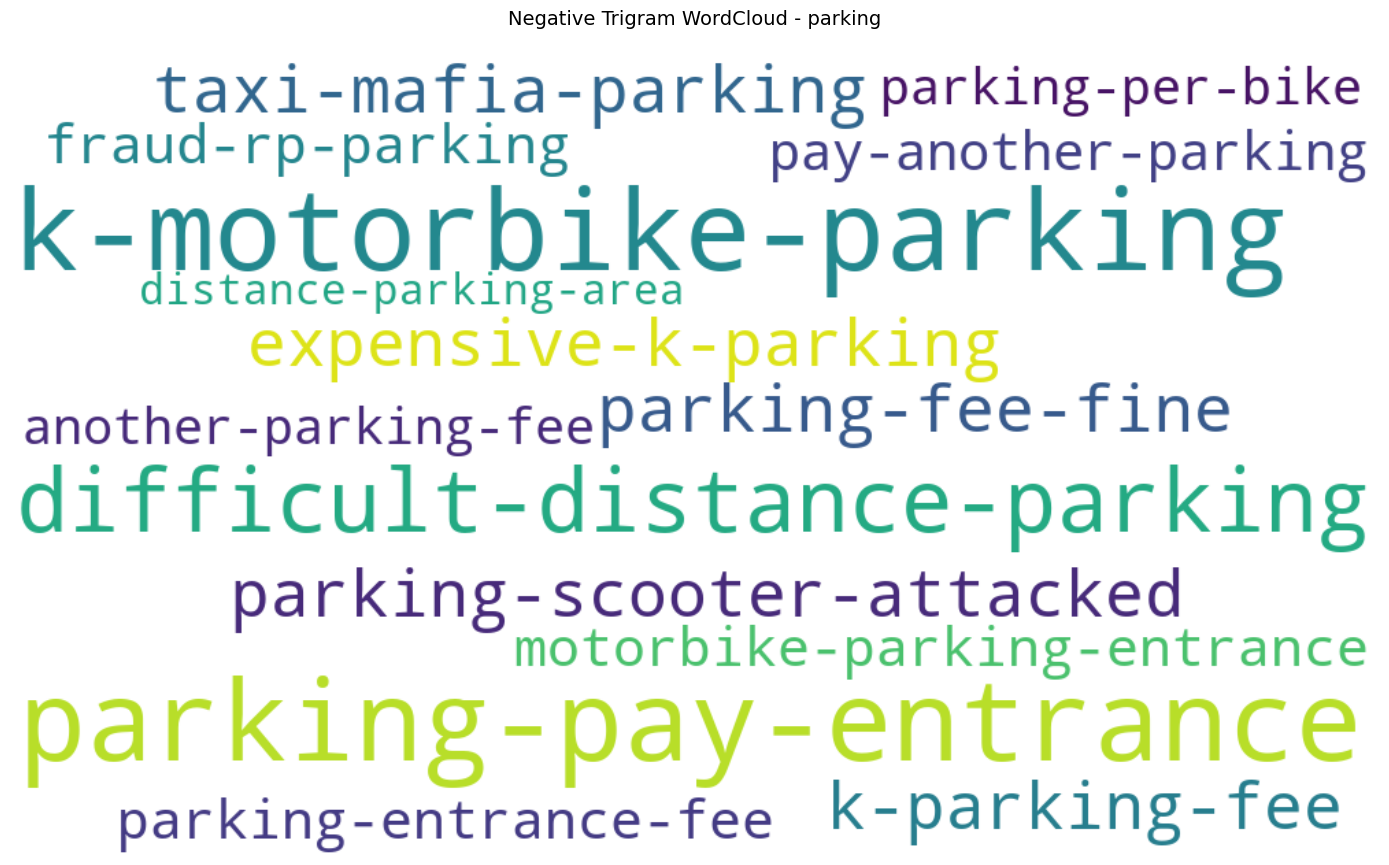 Negative Trigram WordCloud - parking
taxi-mafia-parking
parking-per-bike
fraud-rp-parking
pay-another-parking
k-motorbike-parking
distance-parking-area
expensive-k-parking
parking-fee-fine
another-parking-fee
difficult-distance-parking
parking-scooter-attacked
motorbike-parking-entrance
parking-pay-entrance
k-parking-fee
parking-entrance-fee